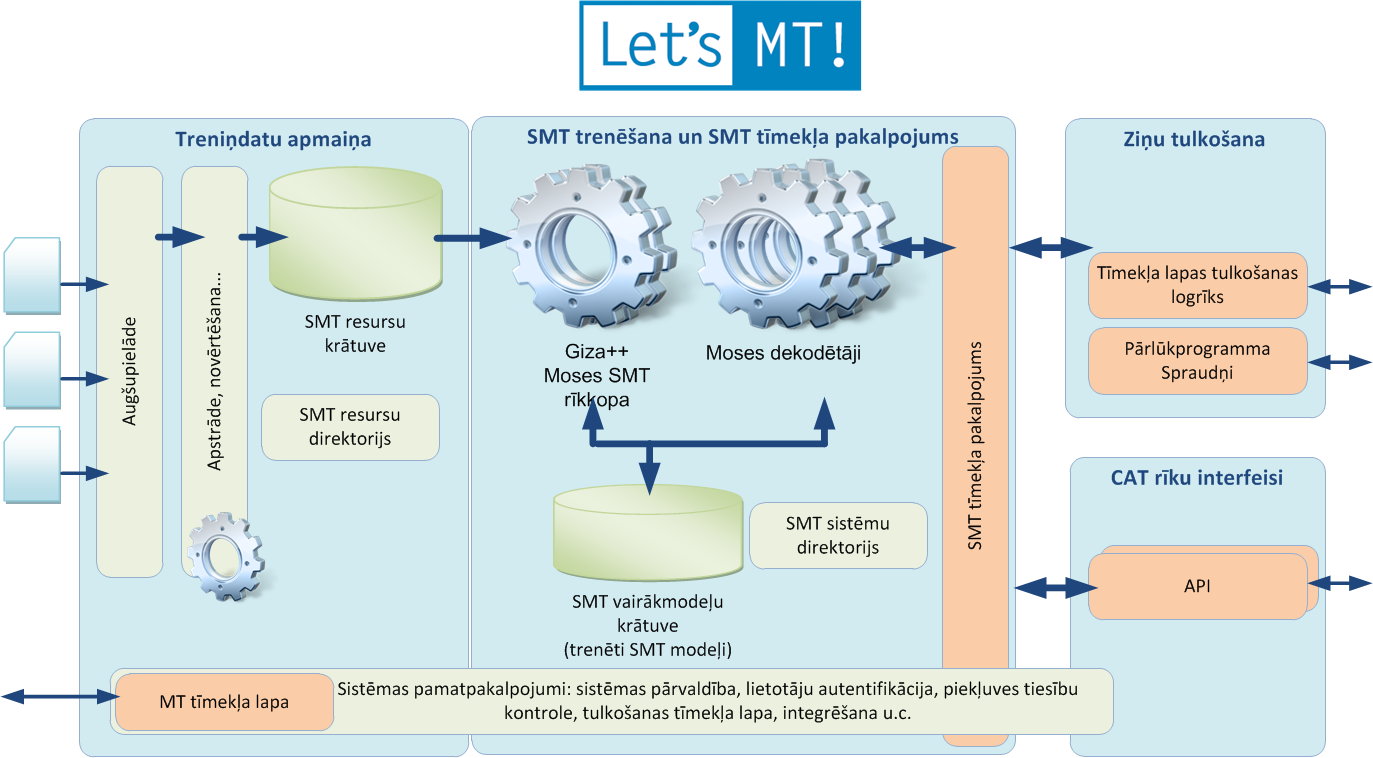 Let's MT!
Treniņdatu apmaiņa
Augšupielāde
Apstrāde, novērtēšana...
SMT resursu
krātuve
SMT resursu
direktorijs
SMT trenēšana un SMT tīmekļa pakalpojums
Giza++
Moses SMT
rīkkopa
Moses dekodētāji
SMT vairākmodeļu
krātuve
(trenēti SMT modeļi)
SMT sistēmu
direktorijs
SMT tīmekļa pakalpojums
Ziņu tulkošana
Tīmekļa lapas tulkošanas
logrīks
Pārlūkprogramma
Spraudņi
CAT rīku interfeisi
API
MT tīmekļa lapa
Sistēmas pamatpakalpojumi: sistēmas pārvaldība, lietotāju autentifikācija, piekļuves tiesību
kontrole, tulkošanas tīmekļa lapa, integrēšana u.c.